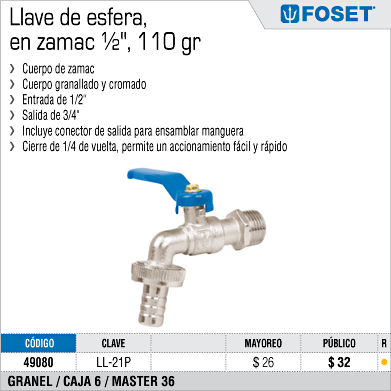 Llave de esfera,
en zamac ½", 110 gr
FOSET®
Cuerpo de zamac
Cuerpo granallado y cromado
Entrada de 1/2"
Salida de 3/4"
Incluye conector de salida para ensamblar manguera
Cierre de 1/4 de vuelta, permite un accionamiento fácil y rápido
CÓDIGO CLAVE MAYOREO PÚBLICO R
49080 LL-21P $ 26 $ 32
GRANEL / CAJA 6 / MASTER 36